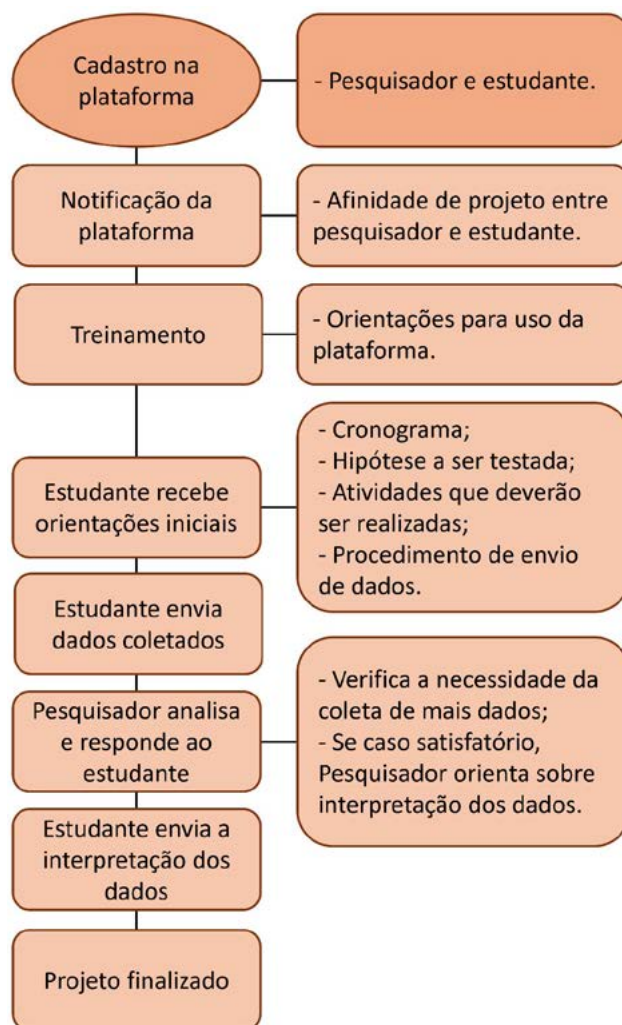 Cadastro na
plataforma
- Pesquisador e estudante.
Notificação da
plataforma
- Afinidade de projeto entre
pesquisador e estudante.
Treinamento
- Orientações para uso da
plataforma.
Estudante recebe
orientações iniciais
- Cronograma;
- Hipótese a ser testada;
- Atividades que deverão
ser realizadas;
- Procedimento de envio
de dados.
Estudante envia
dados coletados
Pesquisador analisa
e responde ao
estudante
- Verifica a necessidade da
coleta de mais dados;
- Se caso satisfatório,
Pesquisador orienta sobre
interpretação dos dados.
Estudante envia a
interpretação dos
dados
Projeto finalizado